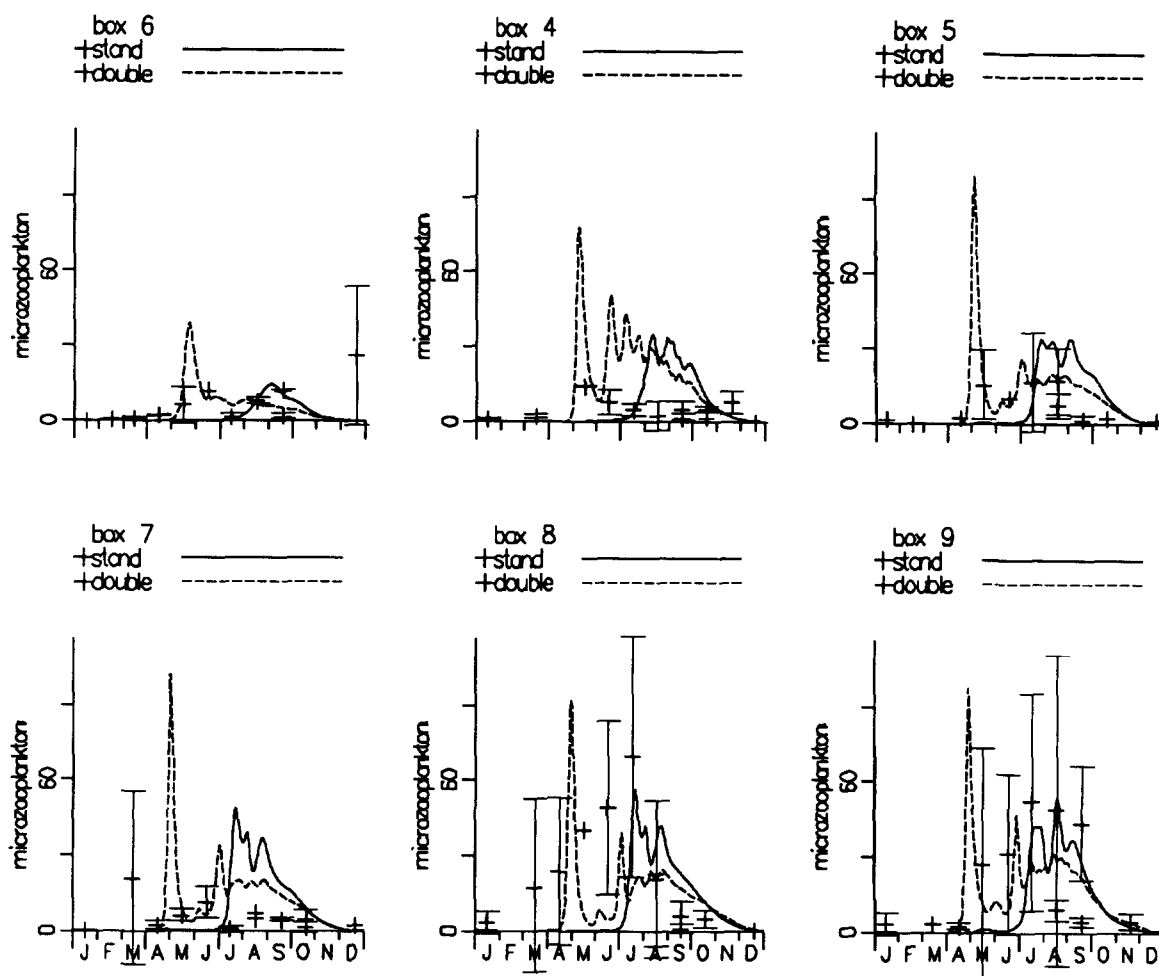 box 6
+stand
+double
box 4
+stand
+double
box 5
+stand
+double
microzooplankton
60
0
microzooplankton
60
0
microzooplankton
60
0
box 7
+stand
+double
box 8
+stand
+double
box 9
+stand
+double
microzooplankton
60
0
microzooplankton
60
0
microzooplankton
60
0
J F M A M J J A S O N D
J F M A M J J A S O N D
J F M A M J J A S O N D